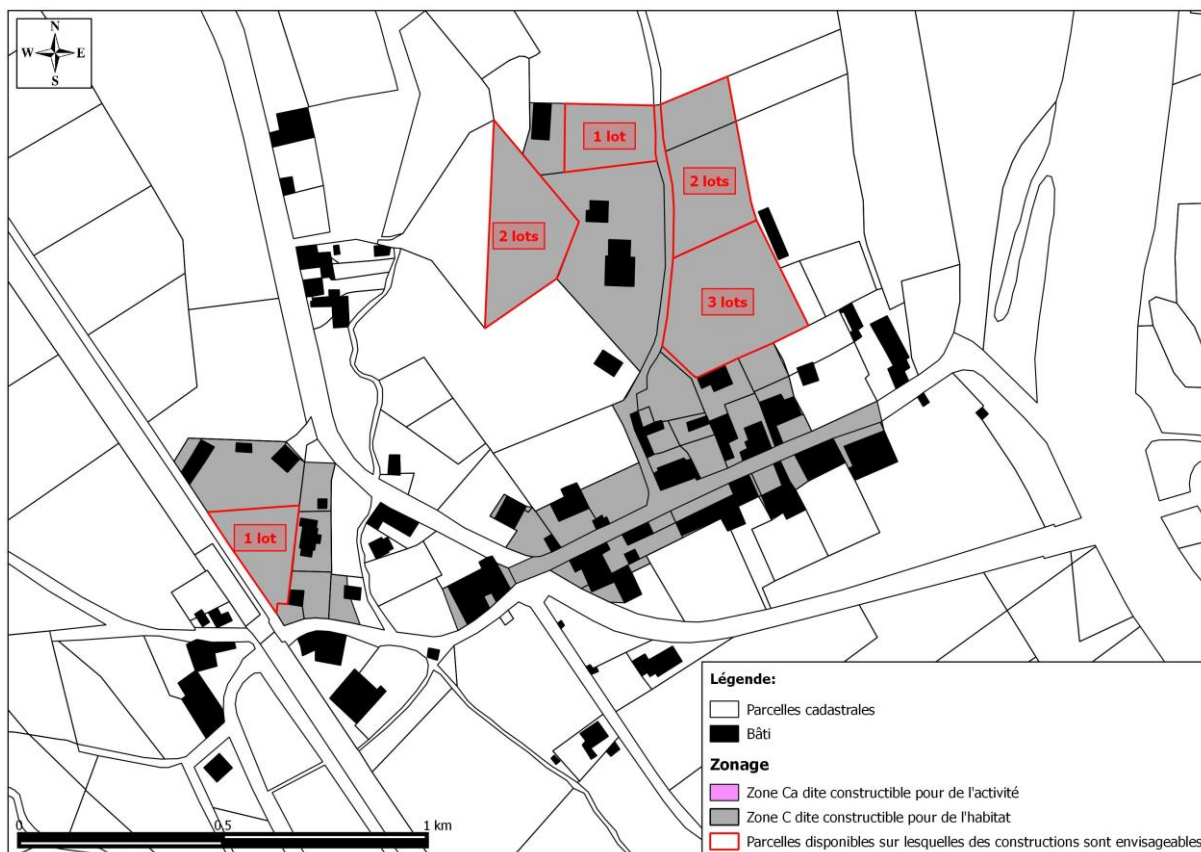 N
W E
S
1 lot
2 lots
2 lots
3 lots
1 lot
Légende:
Parcelles cadastrales
Bâti
Zonage
Zone Ca dite constructible pour de l'activité
Zone C dite constructible pour de l'habitat
Parcelles disponibles sur lesquelles des constructions sont envisageables
0 0.5 1 km